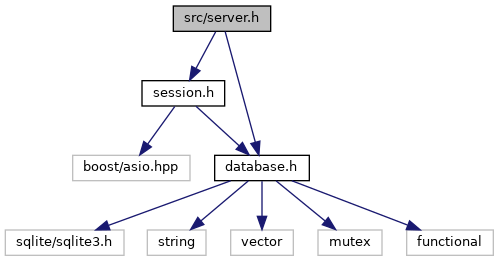 src/server.h
session.h
boost/asio.hpp
database.h
sqlite/sqlite3.h
string
vector
mutex
functional